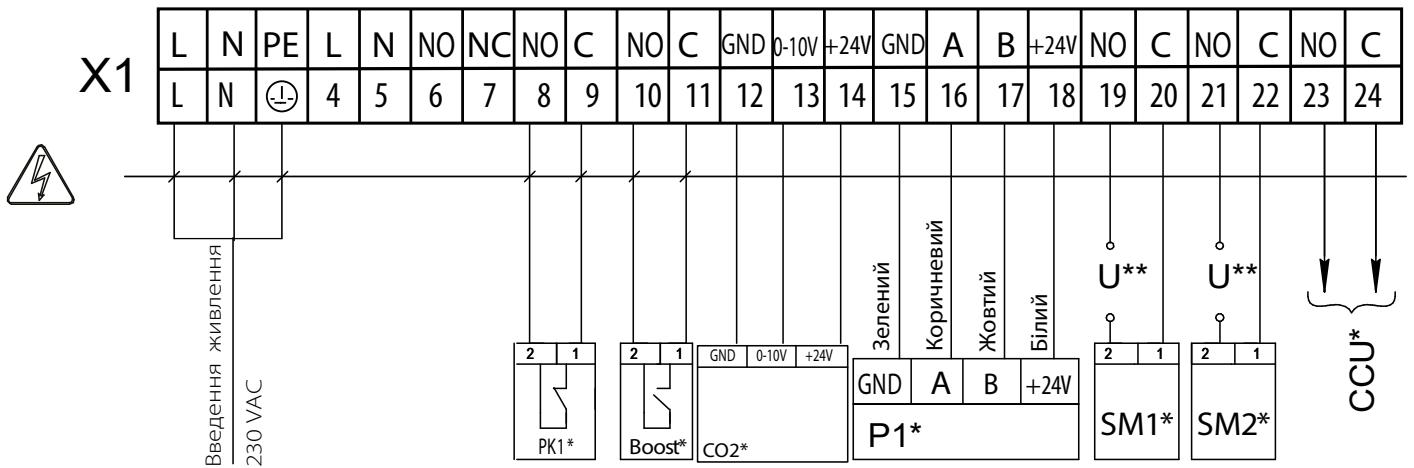 X1
L N PE L N NO NC NO C NO C GND 0-10V +24V GND A B +24V NO C NO C NO C
L N 4 5 6 7 8 9 10 11 12 13 14 15 16 17 18 19 20 21 22 23 24
Введення живлення
230 VAC
Зелений
Коричневий
Жовтий
Білий
U**
U**
2 1
PK1*
2 1
Boost*
GND 0-10V +24V
CO2*
GND A B +24V
P1*
2 1
SM1*
2 1
SM2*
CCU*